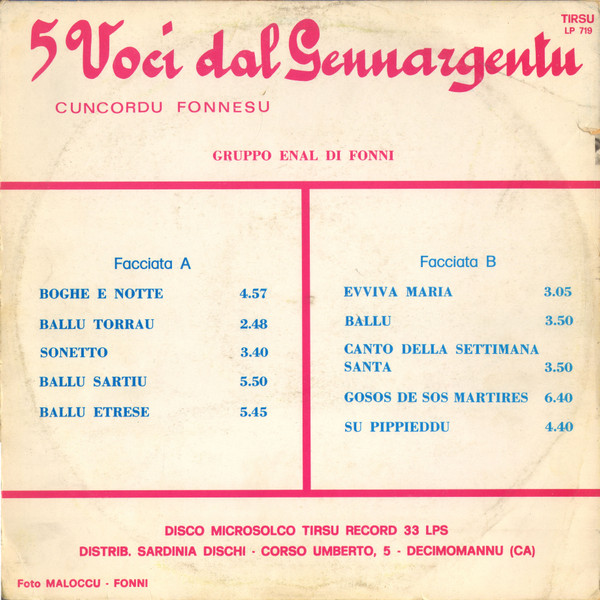 5 Voci dal Gennargentu
TIRSU
LP 719
CUNCORDU FONNESU
GRUPPO ENAL DI FONNI
Facciata A
BOGHE E NOTTE 4.57
BALLU TORRAU 2.48
SONETTO 3.40
BALLU SARTIU 5.50
BALLU ETRESE 5.45
Facciata B
EVVIVA MARIA 3.05
BALLU 3.50
CANTO DELLA SETTIMANA
SANTA 3.50
GOSOS DE SOS MARTIRES 6.40
SU PIPPIEDDU 4.40
DISCO MICROSOLCO TIRSU RECORD 33 LPS
DISTRIB. SARDINIA DISCHI - CORSO UMBERTO, 5 - DECIMOMANNU (CA)
Foto MALOCCU - FONNI